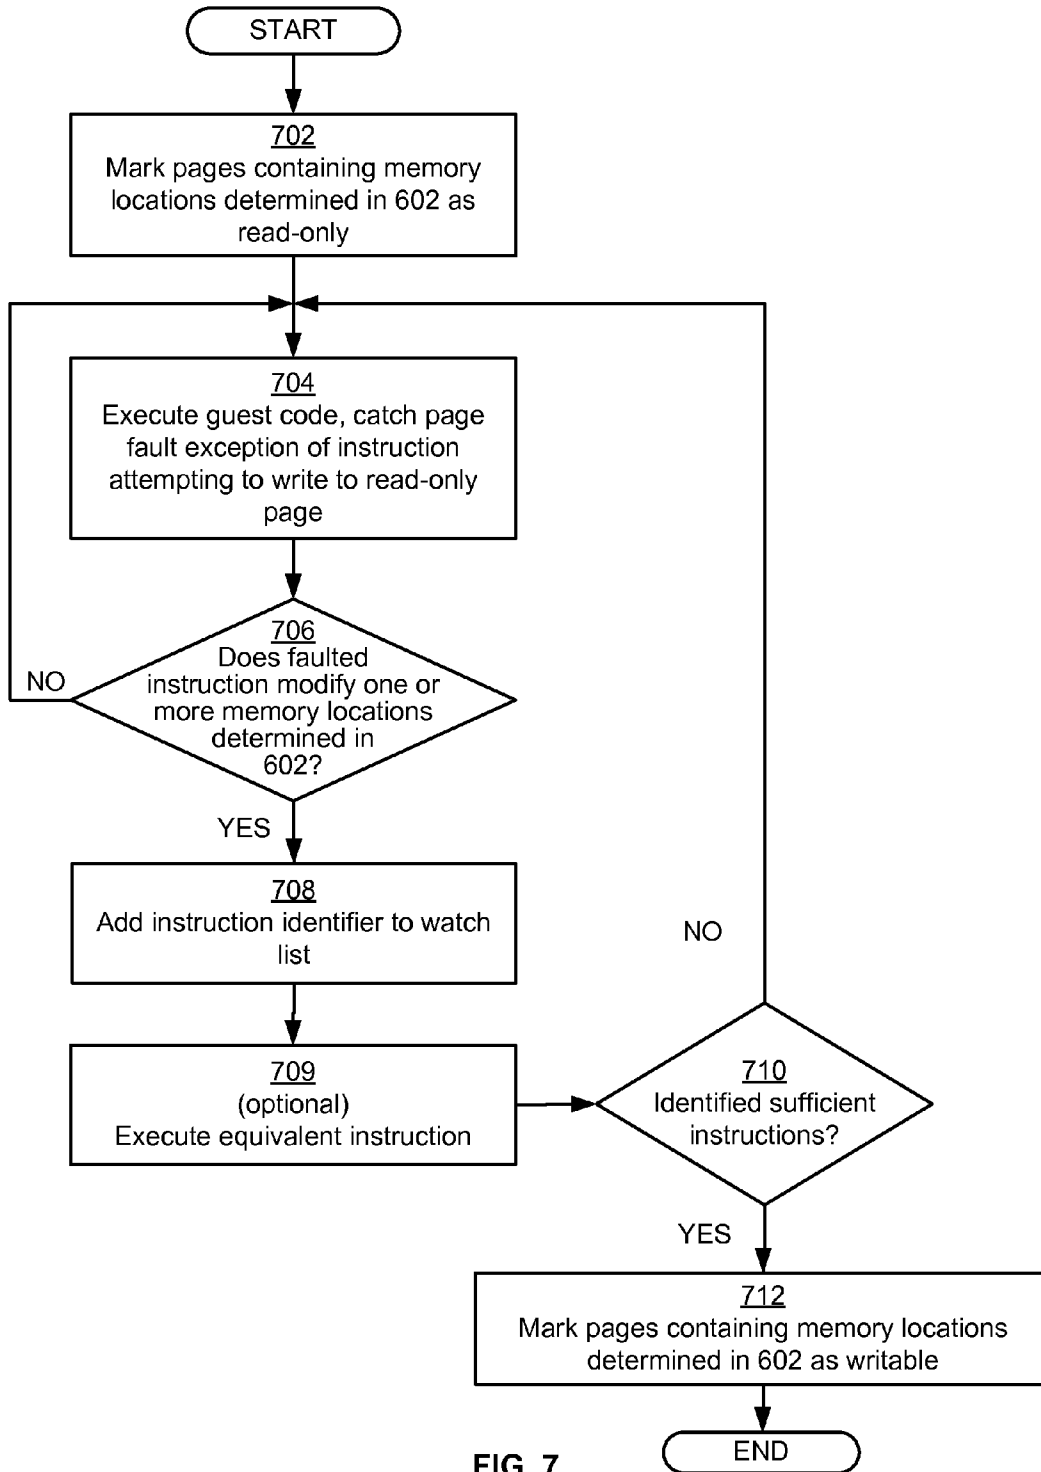 START
702
Mark pages containing memory
locations determined in 602 as
read-only
704
Execute guest code, catch page
fault exception of instruction
attempting to write to read-only
page
706
Does faulted
instruction modify one or
more memory locations
determined in
602?
NO
YES
708
Add instruction identifier to watch
list
NO
709
(optional)
Execute equivalent instruction
710
Identified sufficient
instructions?
YES
712
Mark pages containing memory locations
determined in 602 as writable
END
FIG. 7